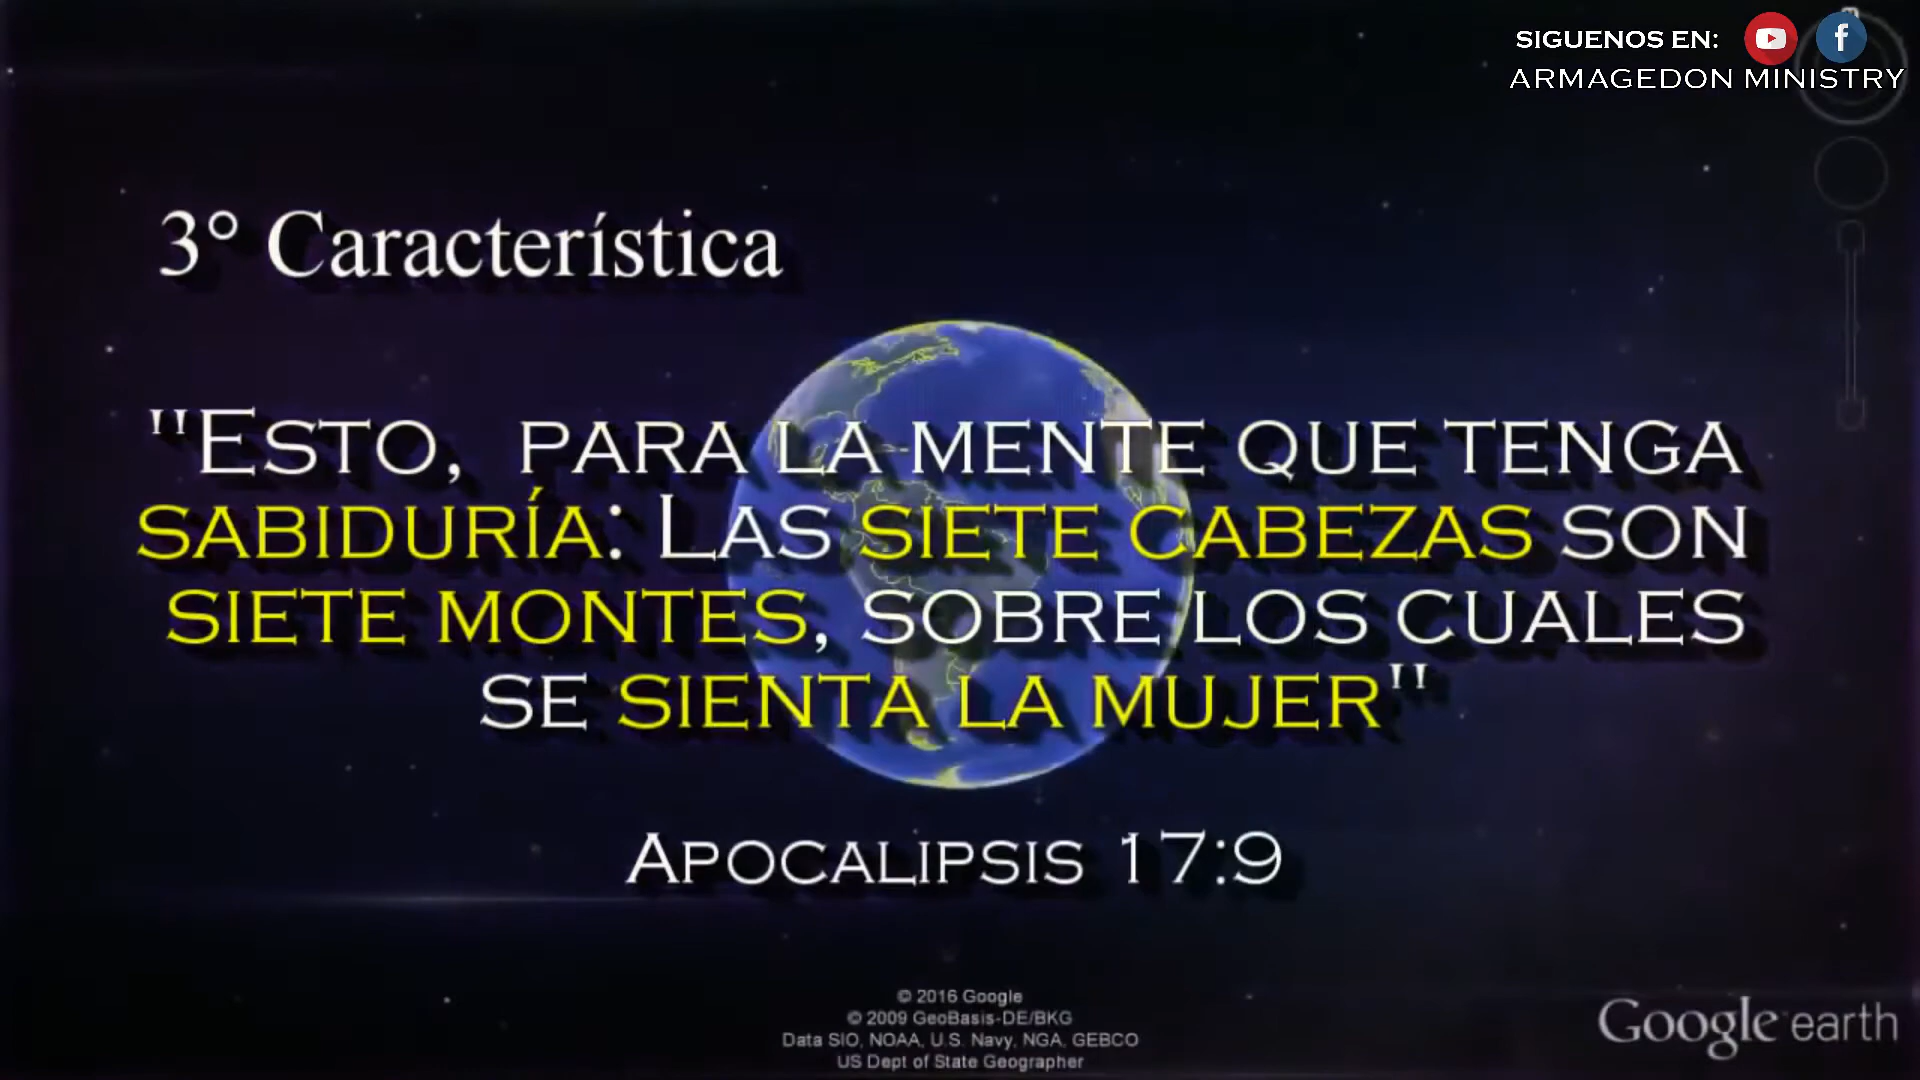 SIGUENOS EN:
ARMAGEDON MINISTRY
3° Característica
"ESTO, PARA LA MENTE QUE TENGA
SABIDURÍA: LAS SIETE CABEZAS SON
SIETE MONTES, SOBRE LOS CUALES
SE SIENTA LA MUJER"
APOCALIPSIS 17:9
© 2016 Google
© 2009 GeoBasis-DE/BKG
Data SIO, NOAA, U.S. Navy, NGA, GEBCO
US Dept of State Geographer
Google earth